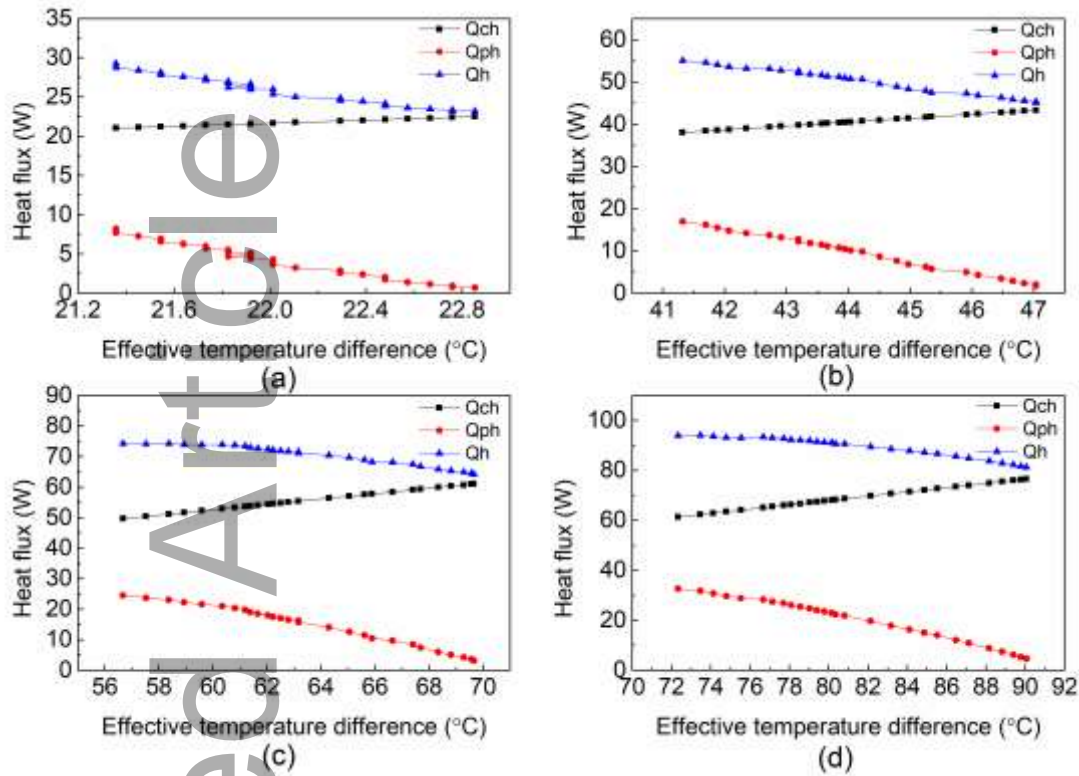 35
30
25
20
15
10
5
0
Heat flux (W)
Qch
Qph
Qh
21.2
21.6
22.0
22.4
22.8
Effective temperature difference (°C)
(a)
60
50
40
30
20
10
0
Heat flux (W)
Qch
Qph
Qh
41
42
43
44
45
46
47
Effective temperature difference (°C)
(b)
90
80
70
60
50
40
30
20
10
0
Heat flux (W)
Qch
Qph
Qh
56
58
60
62
64
66
68
70
Effective temperature difference (°C)
(c)
100
80
60
40
20
0
Heat flux (W)
Qch
Qph
Qh
70
72
74
76
78
80
82
84
86
88
90
92
Effective temperature difference (°C)
(d)
Article